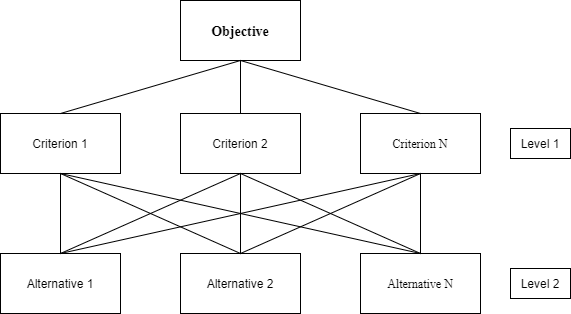 Objective
Criterion 1
Criterion 2
Criterion N
Level 1
Alternative 1
Alternative 2
Alternative N
Level 2